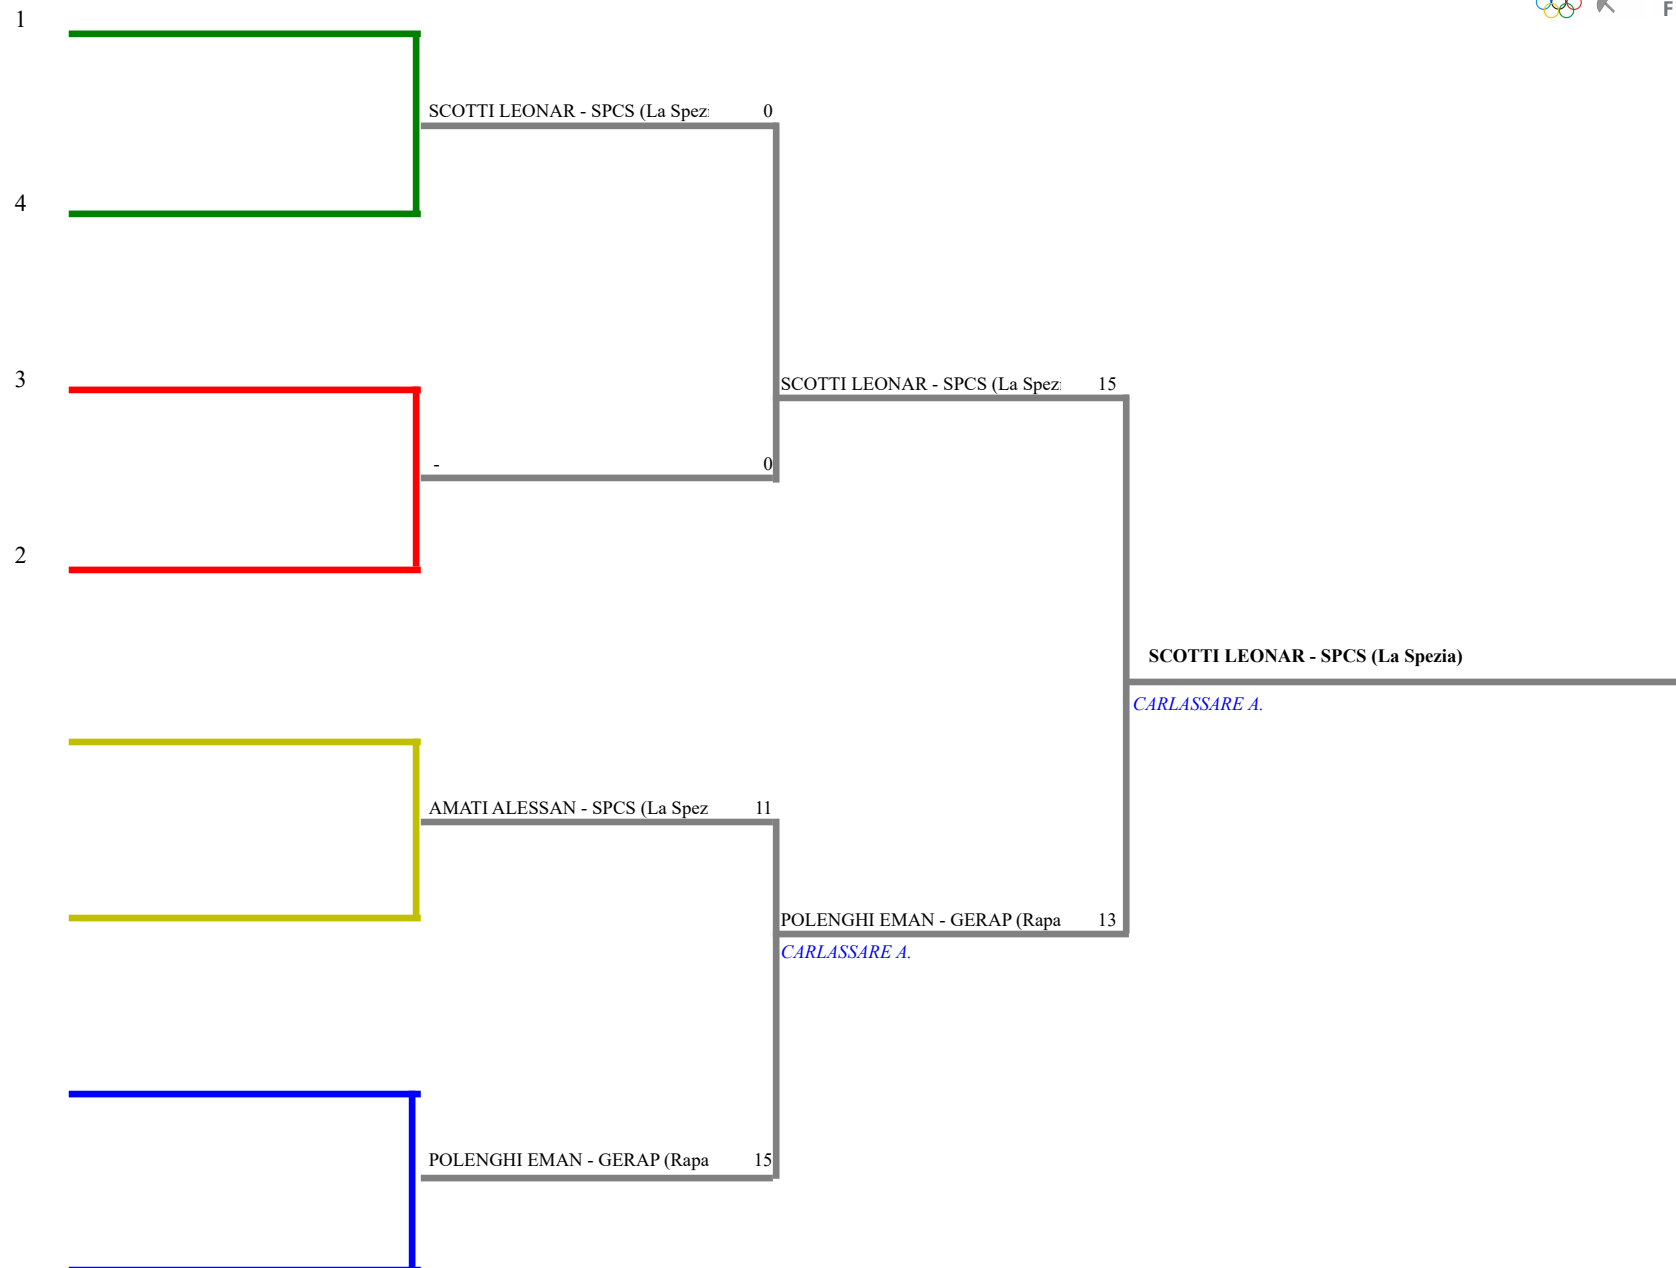 1
F
SCOTTI LEONAR - SPCS (La Spezi 0
4
3
SCOTTI LEONAR - SPCS (La Spezi 15
- 0
2
SCOTTI LEONAR - SPCS (La Spezia)
CARLASSARE A.
AMATI ALESSAN - SPCS (La Spez 11
POLENGHI EMAN - GERAP (Rapa 13
CARLASSARE A.
POLENGHI EMAN - GERAP (Rapa 15